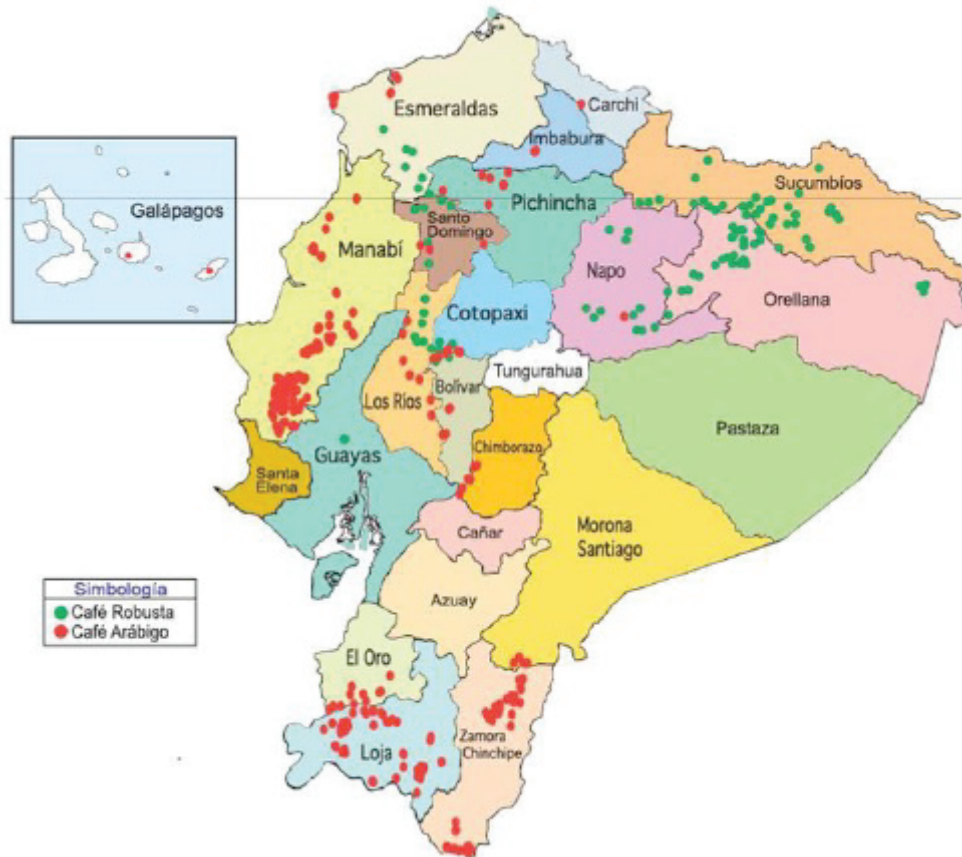 Esmeraldas
Carchi
Imbabura
Galápagos
Sucumbíos
Pichincha
Santo
Domingo
Manabí
Napo
Orellana
Cotopaxi
Tungurahua
Bolívar
Los Ríos
Pastaza
Chimborazo
Guayas
Santa
Elena
Cañar
Morona
Santiago
Simbología
Café Robusta
Café Arábigo
Azuay
El Oro
Zamora
Chinchipe
Loja